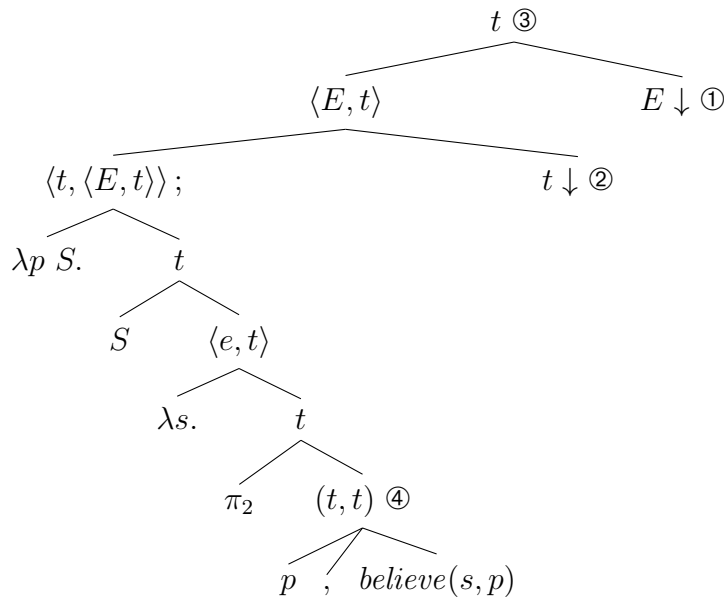 t ③
⟨E, t⟩ E ↓ ①
⟨t, ⟨E, t⟩⟩ ; t ↓ ②
λp S. t
S ⟨e, t⟩
λs. t
π₂ (t, t) ④
p , believe(s, p)